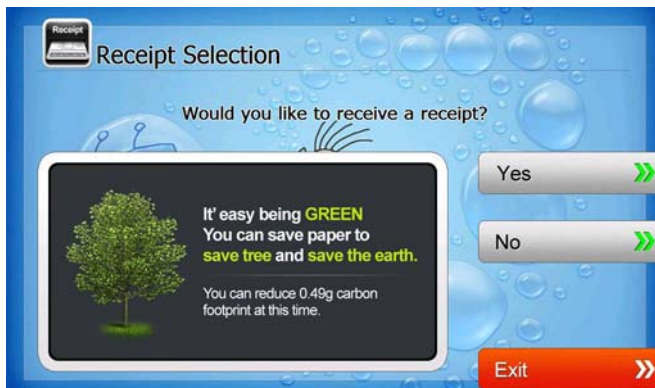 Receipt
Receipt Selection
Would you like to receive a receipt?
It' easy being GREEN
You can save paper to
save tree and save the earth.
You can reduce 0.49g carbon
footprint at this time.
Yes
No
Exit